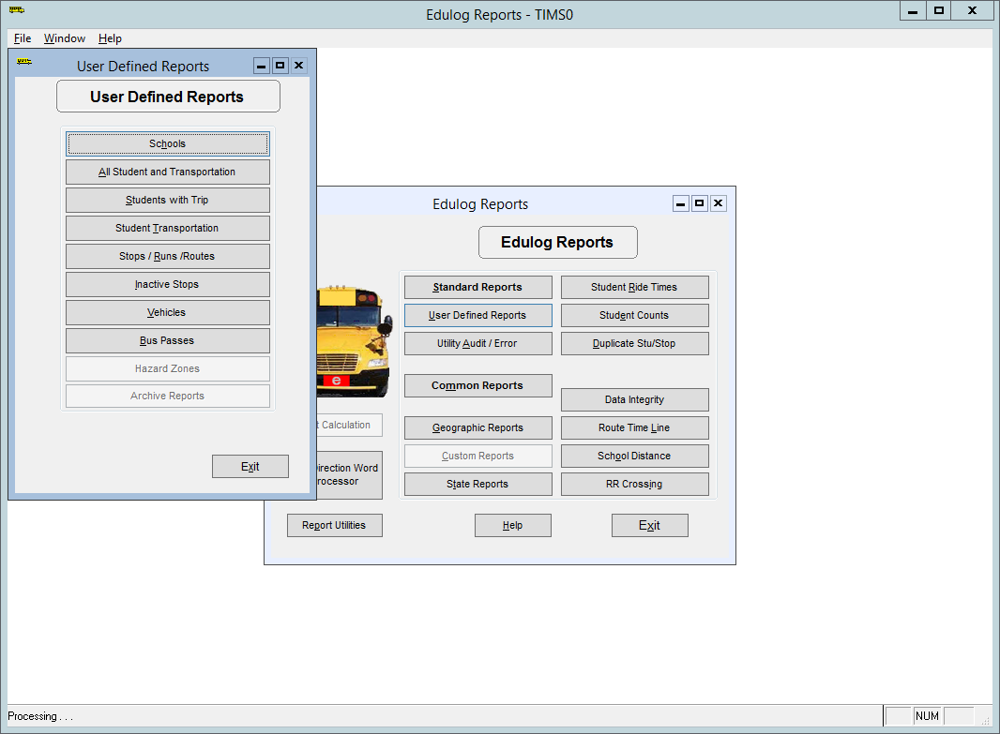 Edulog Reports - TIMS0
File Window Help
User Defined Reports
User Defined Reports
Schools
All Student and Transportation
Students with Trip
Student Transportation
Stops / Runs /Routes
Inactive Stops
Vehicles
Bus Passes
Hazard Zones
Archive Reports
Exit
Edulog Reports
Edulog Reports
Standard Reports
User Defined Reports
Utility Audit / Error
Common Reports
Geographic Reports
Custom Reports
State Reports
Student Ride Times
Student Counts
Duplicate Stu/Stop
Data Integrity
Route Time Line
School Distance
RR Crossing
e
t Calculation
irection Word
rocessor
Report Utilities
Help
Exit
Processing . . .
NUM